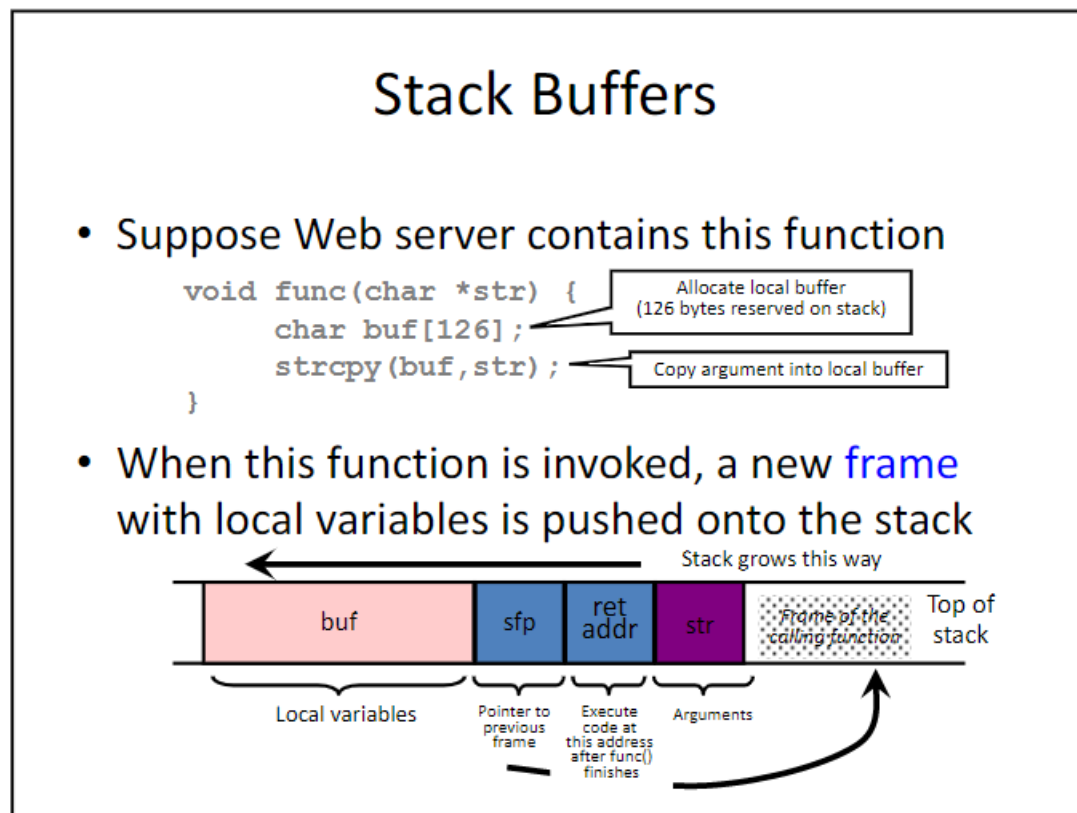 Stack Buffers
• Suppose Web server contains this function
void func(char *str) {
char buf[126];
strcpy(buf,str);
}
Allocate local buffer
(126 bytes reserved on stack)
Copy argument into local buffer
• When this function is invoked, a new frame
with local variables is pushed onto the stack
Stack grows this way
buf
sfp
ret
addr
str
Frame of the
calling function
Top of
stack
Local variables
Pointer to
previous
frame
Execute
code at
this address
after func()
finishes
Arguments